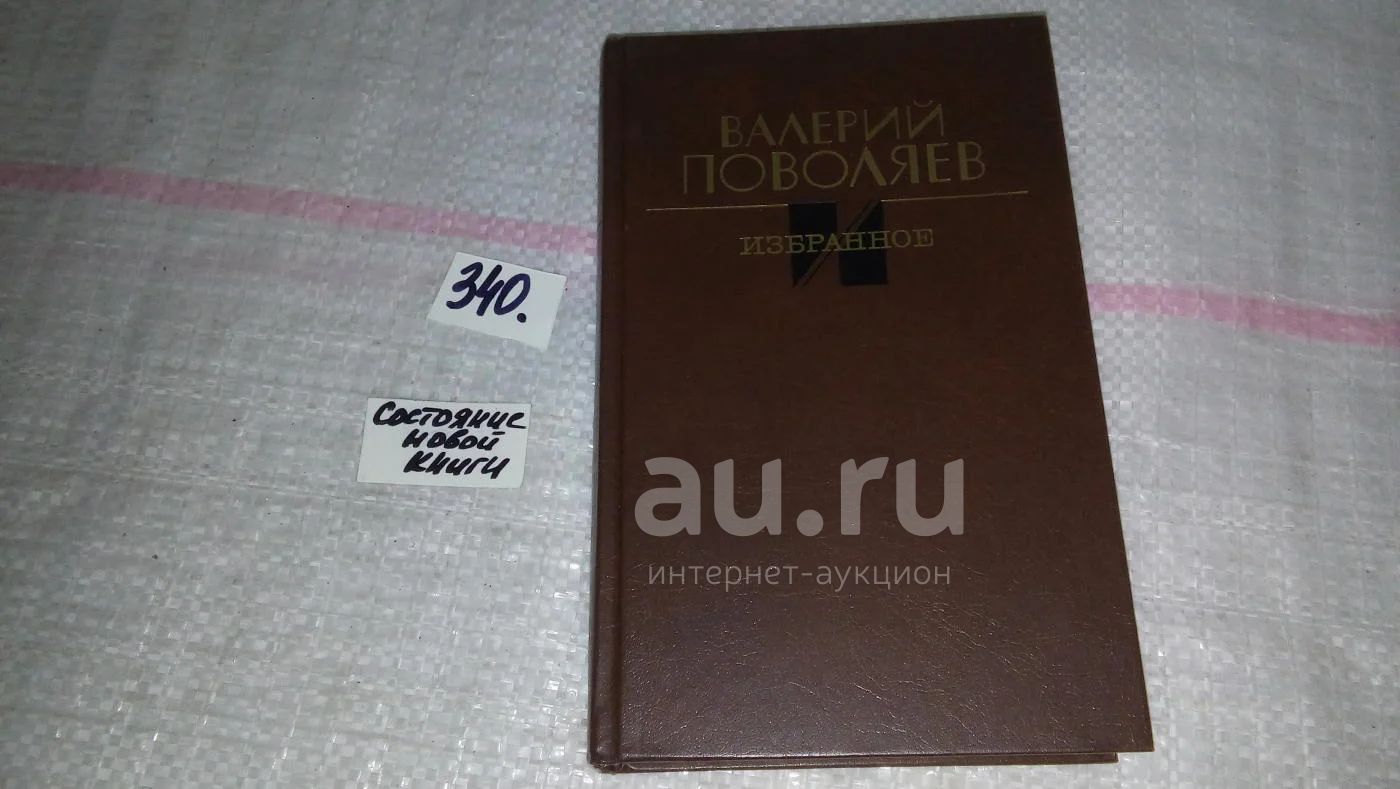 ВАЛЕРИЙ
ПОВОЛЯЕВ
ИЗБРАННОЕ
340.
Состояние
новой
книги
au.ru
интернет-аукцион